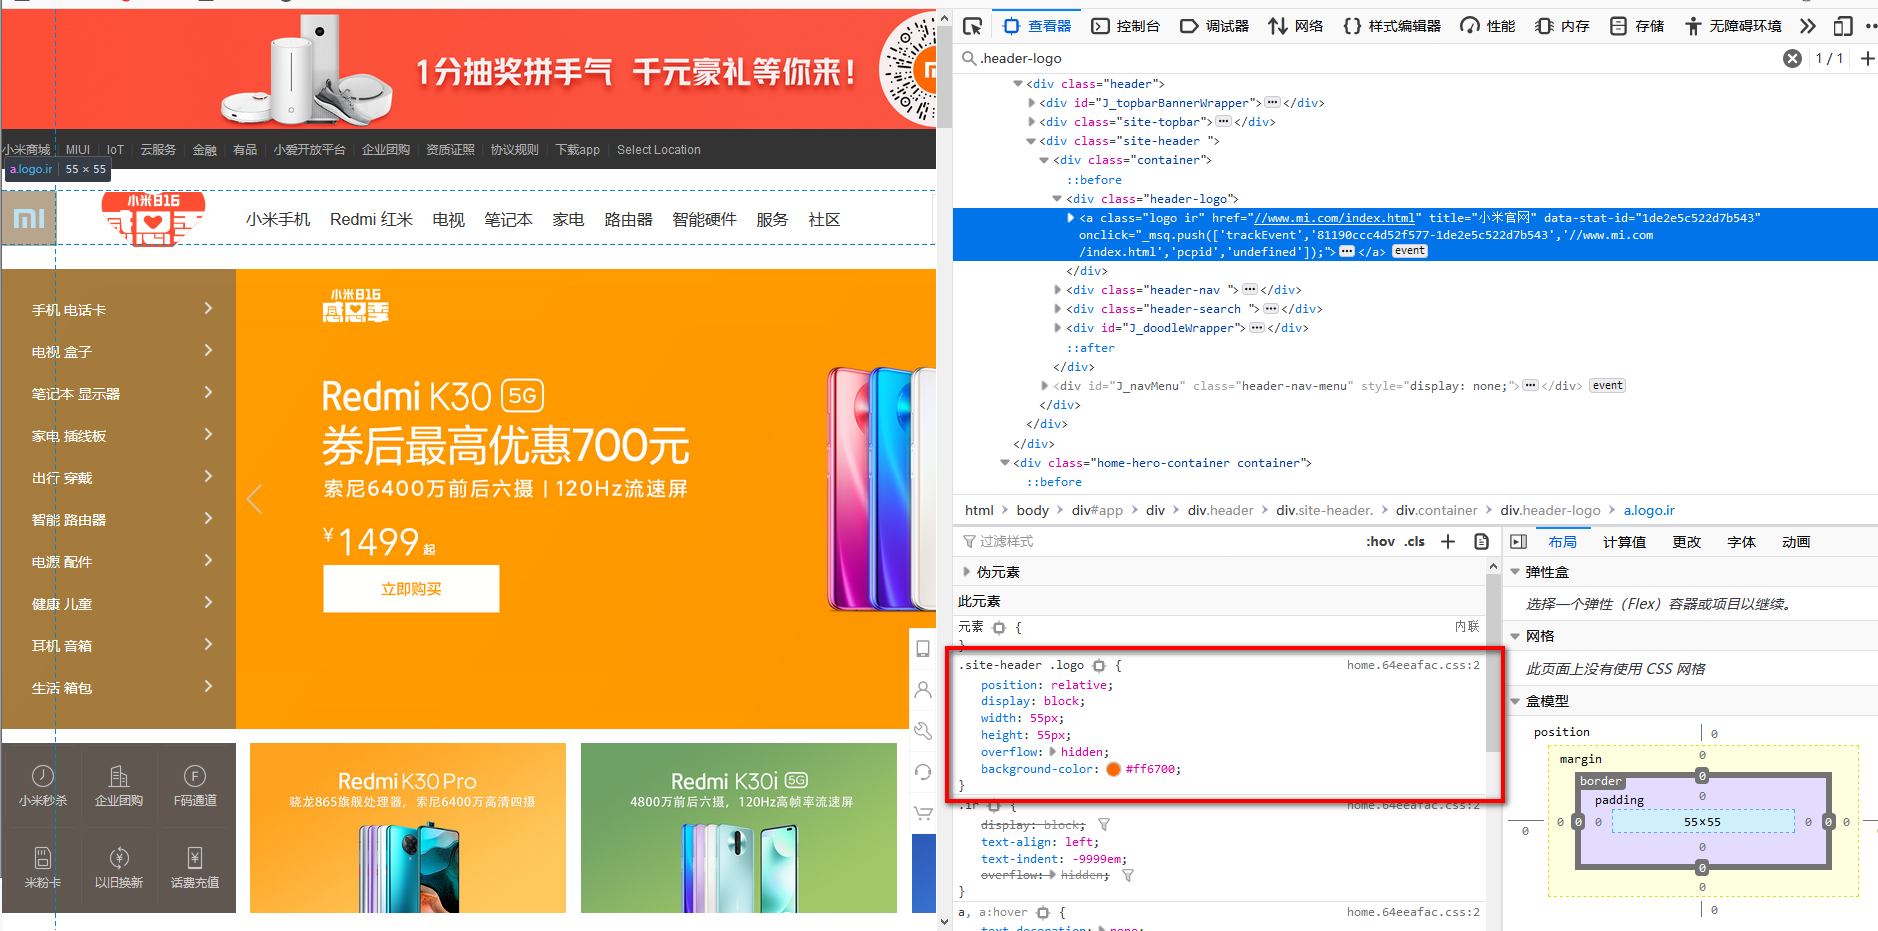 1分抽奖拼手气 千元豪礼等你来!
小米商城 MIUI IoT 云服务 金融 有品 小爱开放平台 企业团购 资质证照 协议规则 下载app Select Location
a.logo.ir 55 × 55
小米816
小米手机 Redmi 红米 电视 笔记本 家电 路由器 智能硬件 服务 社区
手机 电话卡
电视 盒子
笔记本 显示器
家电 插线板
出行 穿戴
智能 路由器
电源 配件
健康 儿童
耳机 音箱
生活 箱包
小米816
感恩季
Redmi K30 5G
券后最高优惠700元
索尼6400万前后六摄 | 120Hz流速屏
¥1499起
立即购买
小米秒杀 企业团购 F码通道
米粉卡 以旧换新 话费充值
Redmi K30 Pro
骁龙865旗舰处理器，索尼6400万高清四摄
Redmi K30i 5G
4800万前后六摄，120Hz高帧率流速屏
查看器 控制台 调试器 网络 样式编辑器 性能 内存 存储 无障碍环境
.header-logo 1 / 1
<div class="header">
<div id="J_topbarBannerWrapper">···</div>
<div class="site-topbar">···</div>
<div class="site-header ">
<div class="container">
::before
<div class="header-logo">
<a class="logo ir" href="//www.mi.com/index.html" title="小米官网" data-stat-id="1de2e5c522d7b543"
onclick="_msq.push(['trackEvent','81190ccc4d52f577-1de2e5c522d7b543','//www.mi.com
/index.html','pcpid','undefined']);">···</a> event
</div>
<div class="header-nav ">···</div>
<div class="header-search ">···</div>
<div id="J_doodleWrapper">···</div>
::after
</div>
<div id="J_navMenu" class="header-nav-menu" style="display: none;">···</div> event
</div>
</div>
</div>
<div class="home-hero-container container">
::before
html body div#app div div.header div.site-header. div.container div.header-logo a.logo.ir
过滤样式 :hov .cls
伪元素
此元素
元素 { 内联
}
.site-header .logo { home.64eeafac.css:2
position: relative;
display: block;
width: 55px;
height: 55px;
overflow: hidden;
background-color: #ff6700;
}
.ir { home.64eeafac.css:2
display: block;
text-align: left;
text-indent: -9999em;
overflow: hidden;
}
a, a:hover { home.64eeafac.css:2
text-decoration: none;
布局 计算值 更改 字体 动画
弹性盒
选择一个弹性（Flex）容器或项目以继续。
网格
此页面上没有使用 CSS 网格
盒模型
position 0
margin 0
border 0
padding 0
0 0 0 0 55×55 0 0 0
0
0
0
0